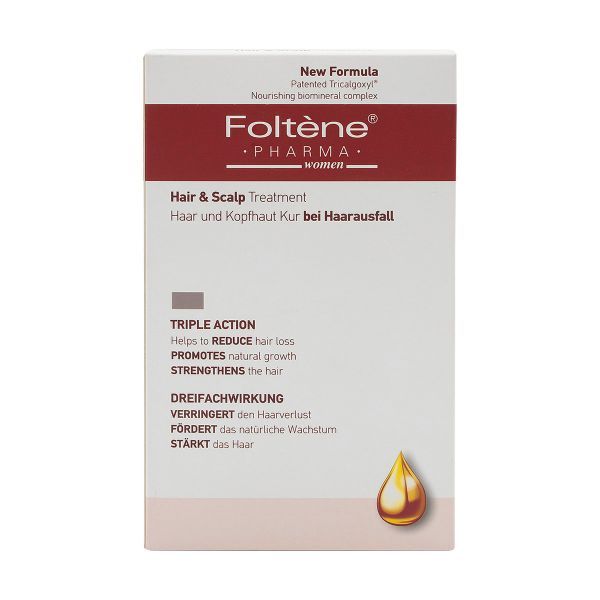 New Formula
Patented Tricalgoxyl®
Nourishing biomineral complex
Foltène®
· PHARMA ·
women
Hair & Scalp Treatment
Haar und Kopfhaut Kur bei Haarausfall
TRIPLE ACTION
Helps to REDUCE hair loss
PROMOTES natural growth
STRENGTHENS the hair
DREIFACHWIRKUNG
VERRINGERT den Haarverlust
FÖRDERT das natürliche Wachstum
STÄRKT das Haar